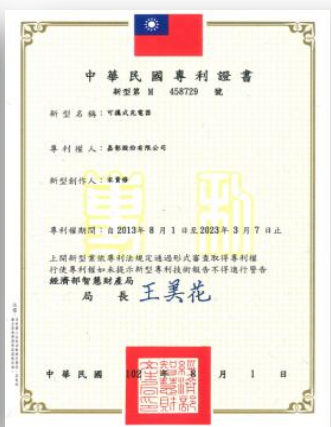 中華民國專利證書
新型第 M 458729 號
新型名稱：可攜式充電器
專利權人：
股份有限公司
新型創作人：
專利權期間：自2013年8月1日至2023年3月7日止
上開新型業依專利法規定通過形式審查取得專利權
行使專利權如未提示新型專利技術報告不得進行警告
經濟部智慧財產局
局長 王美花
專利
中華民國 102 年 8 月 1 日